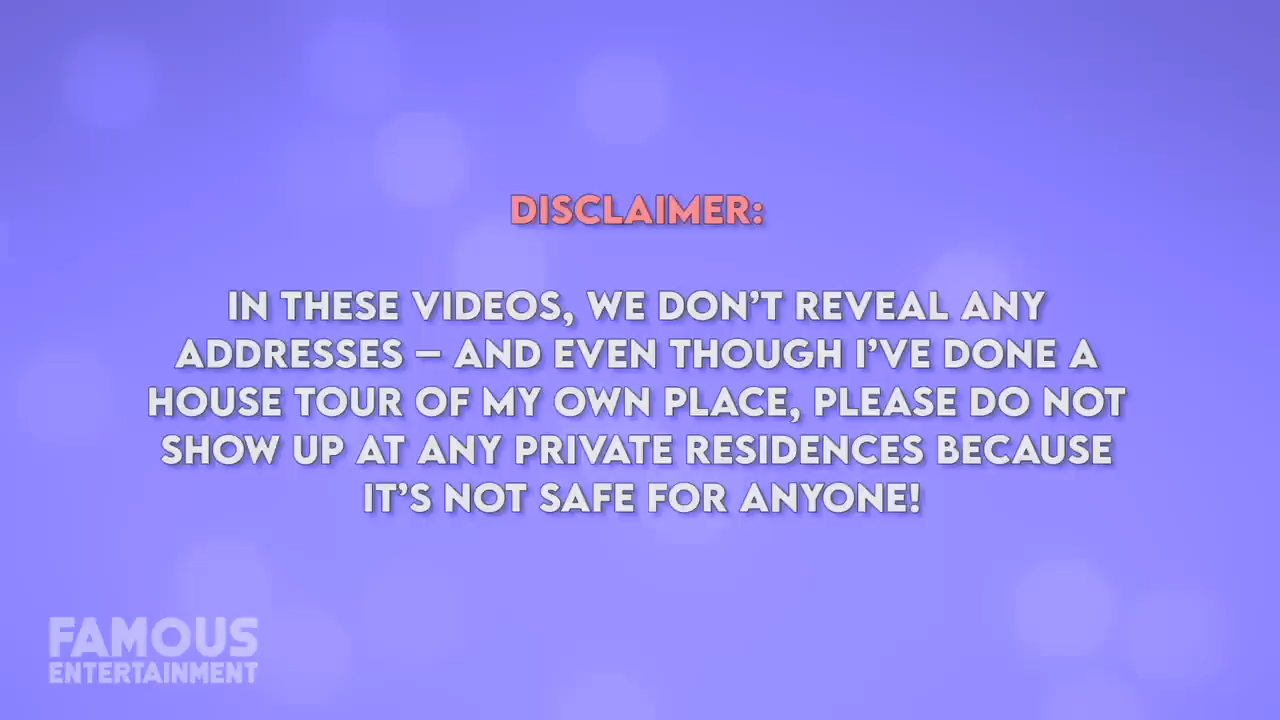 DISCLAIMER:
IN THESE VIDEOS, WE DON'T REVEAL ANY
ADDRESSES – AND EVEN THOUGH I'VE DONE A
HOUSE TOUR OF MY OWN PLACE, PLEASE DO NOT
SHOW UP AT ANY PRIVATE RESIDENCES BECAUSE
IT'S NOT SAFE FOR ANYONE!
FAMOUS
ENTERTAINMENT